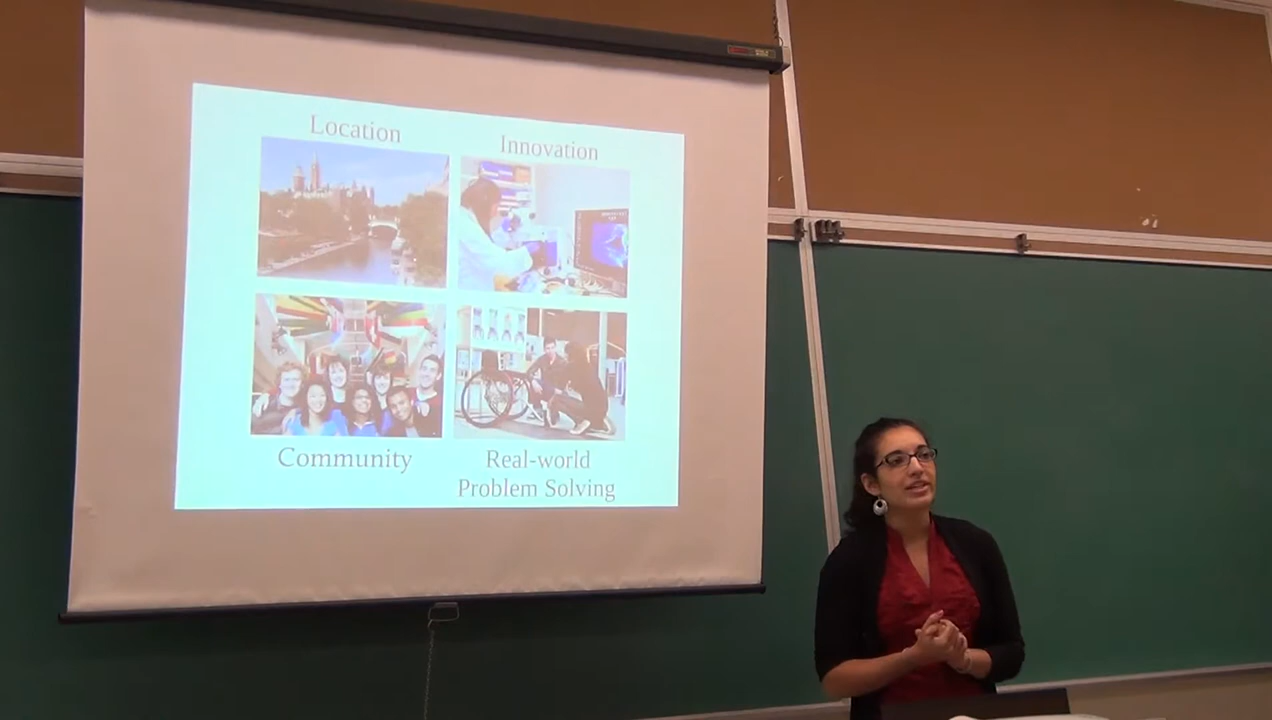 Location
Innovation
Community
Real-world
Problem Solving